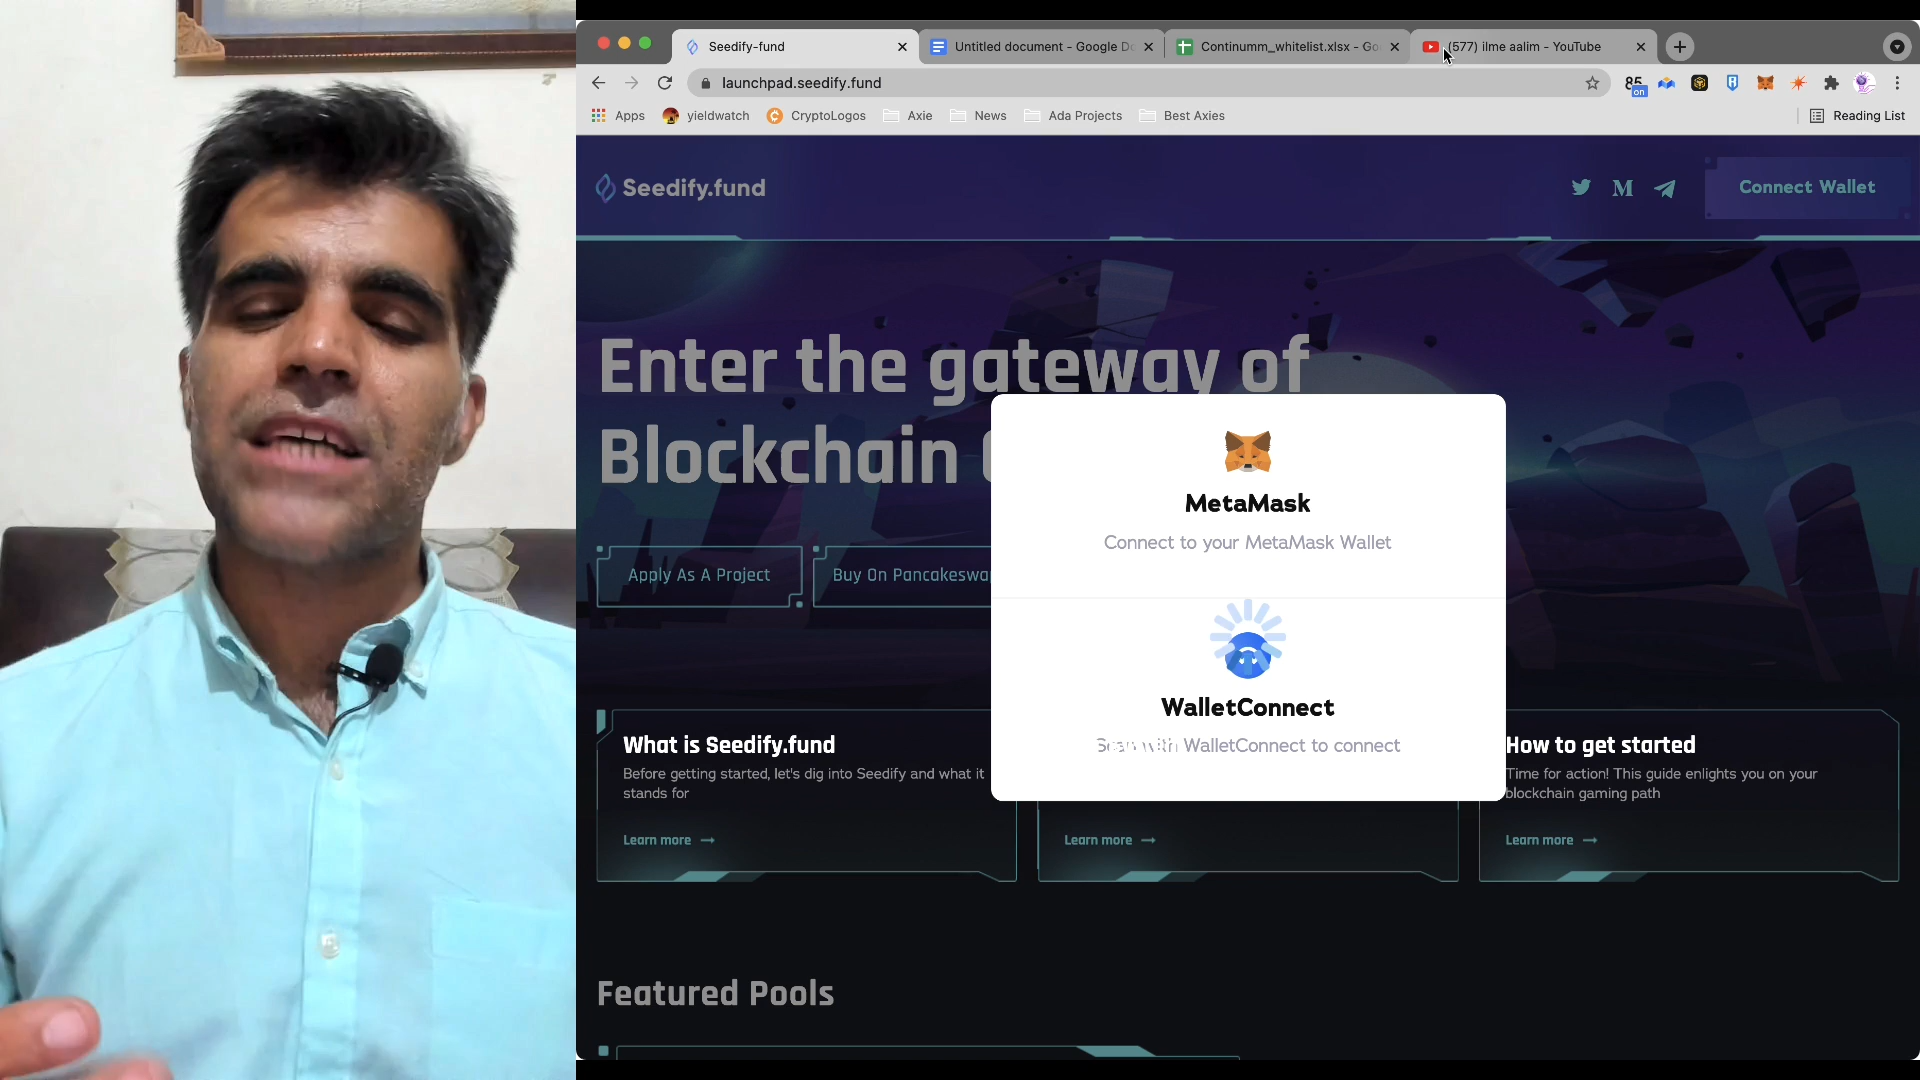 Seedify-fund
Untitled document - Google Do
Continumm_whitelist.xlsx - Go
(577) ilme aalim - YouTube
launchpad.seedify.fund
85
on
Apps
yieldwatch
CryptoLogos
Axie
News
Ada Projects
Best Axies
Reading List
Seedify.fund
Connect Wallet
Enter the gateway of
Blockchain
Apply As A Project
Buy On Pancakeswa
MetaMask
Connect to your MetaMask Wallet
WalletConnect
WalletConnect to connect
What is Seedify.fund
Before getting started, let's dig into Seedify and what it
stands for
Learn more
Learn more
How to get started
Time for action! This guide enlights you on your
blockchain gaming path
Learn more
Featured Pools